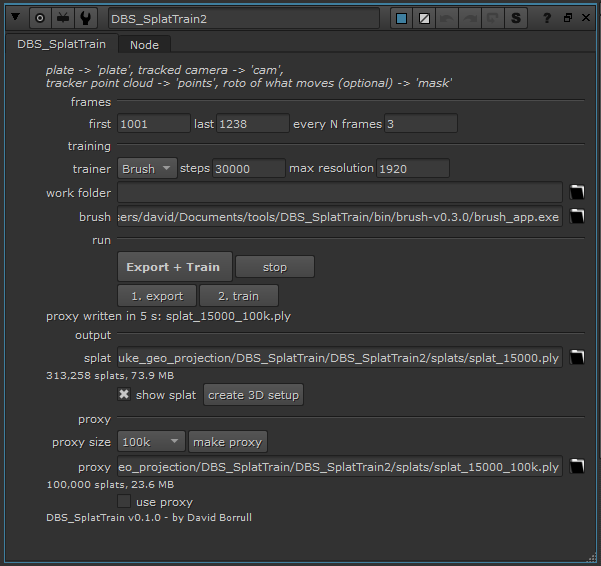 DBS_SplatTrain2
S ?
DBS_SplatTrain Node
plate -> 'plate', tracked camera -> 'cam',
tracker point cloud -> 'points', roto of what moves (optional) -> 'mask'
frames
first 1001 last 1238 every N frames 3
training
trainer Brush steps 30000 max resolution 1920
work folder
brush ers/david/Documents/tools/DBS_SplatTrain/bin/brush-v0.3.0/brush_app.exe
run
Export + Train stop
1. export 2. train
proxy written in 5 s: splat_15000_100k.ply
output
splat uke_geo_projection/DBS_SplatTrain/DBS_SplatTrain2/splats/splat_15000.ply
313,258 splats, 73.9 MB
show splat create 3D setup
proxy
proxy size 100k make proxy
proxy eo_projection/DBS_SplatTrain/DBS_SplatTrain2/splats/splat_15000_100k.ply
100,000 splats, 23.6 MB
use proxy
DBS_SplatTrain v0.1.0 - by David Borrull